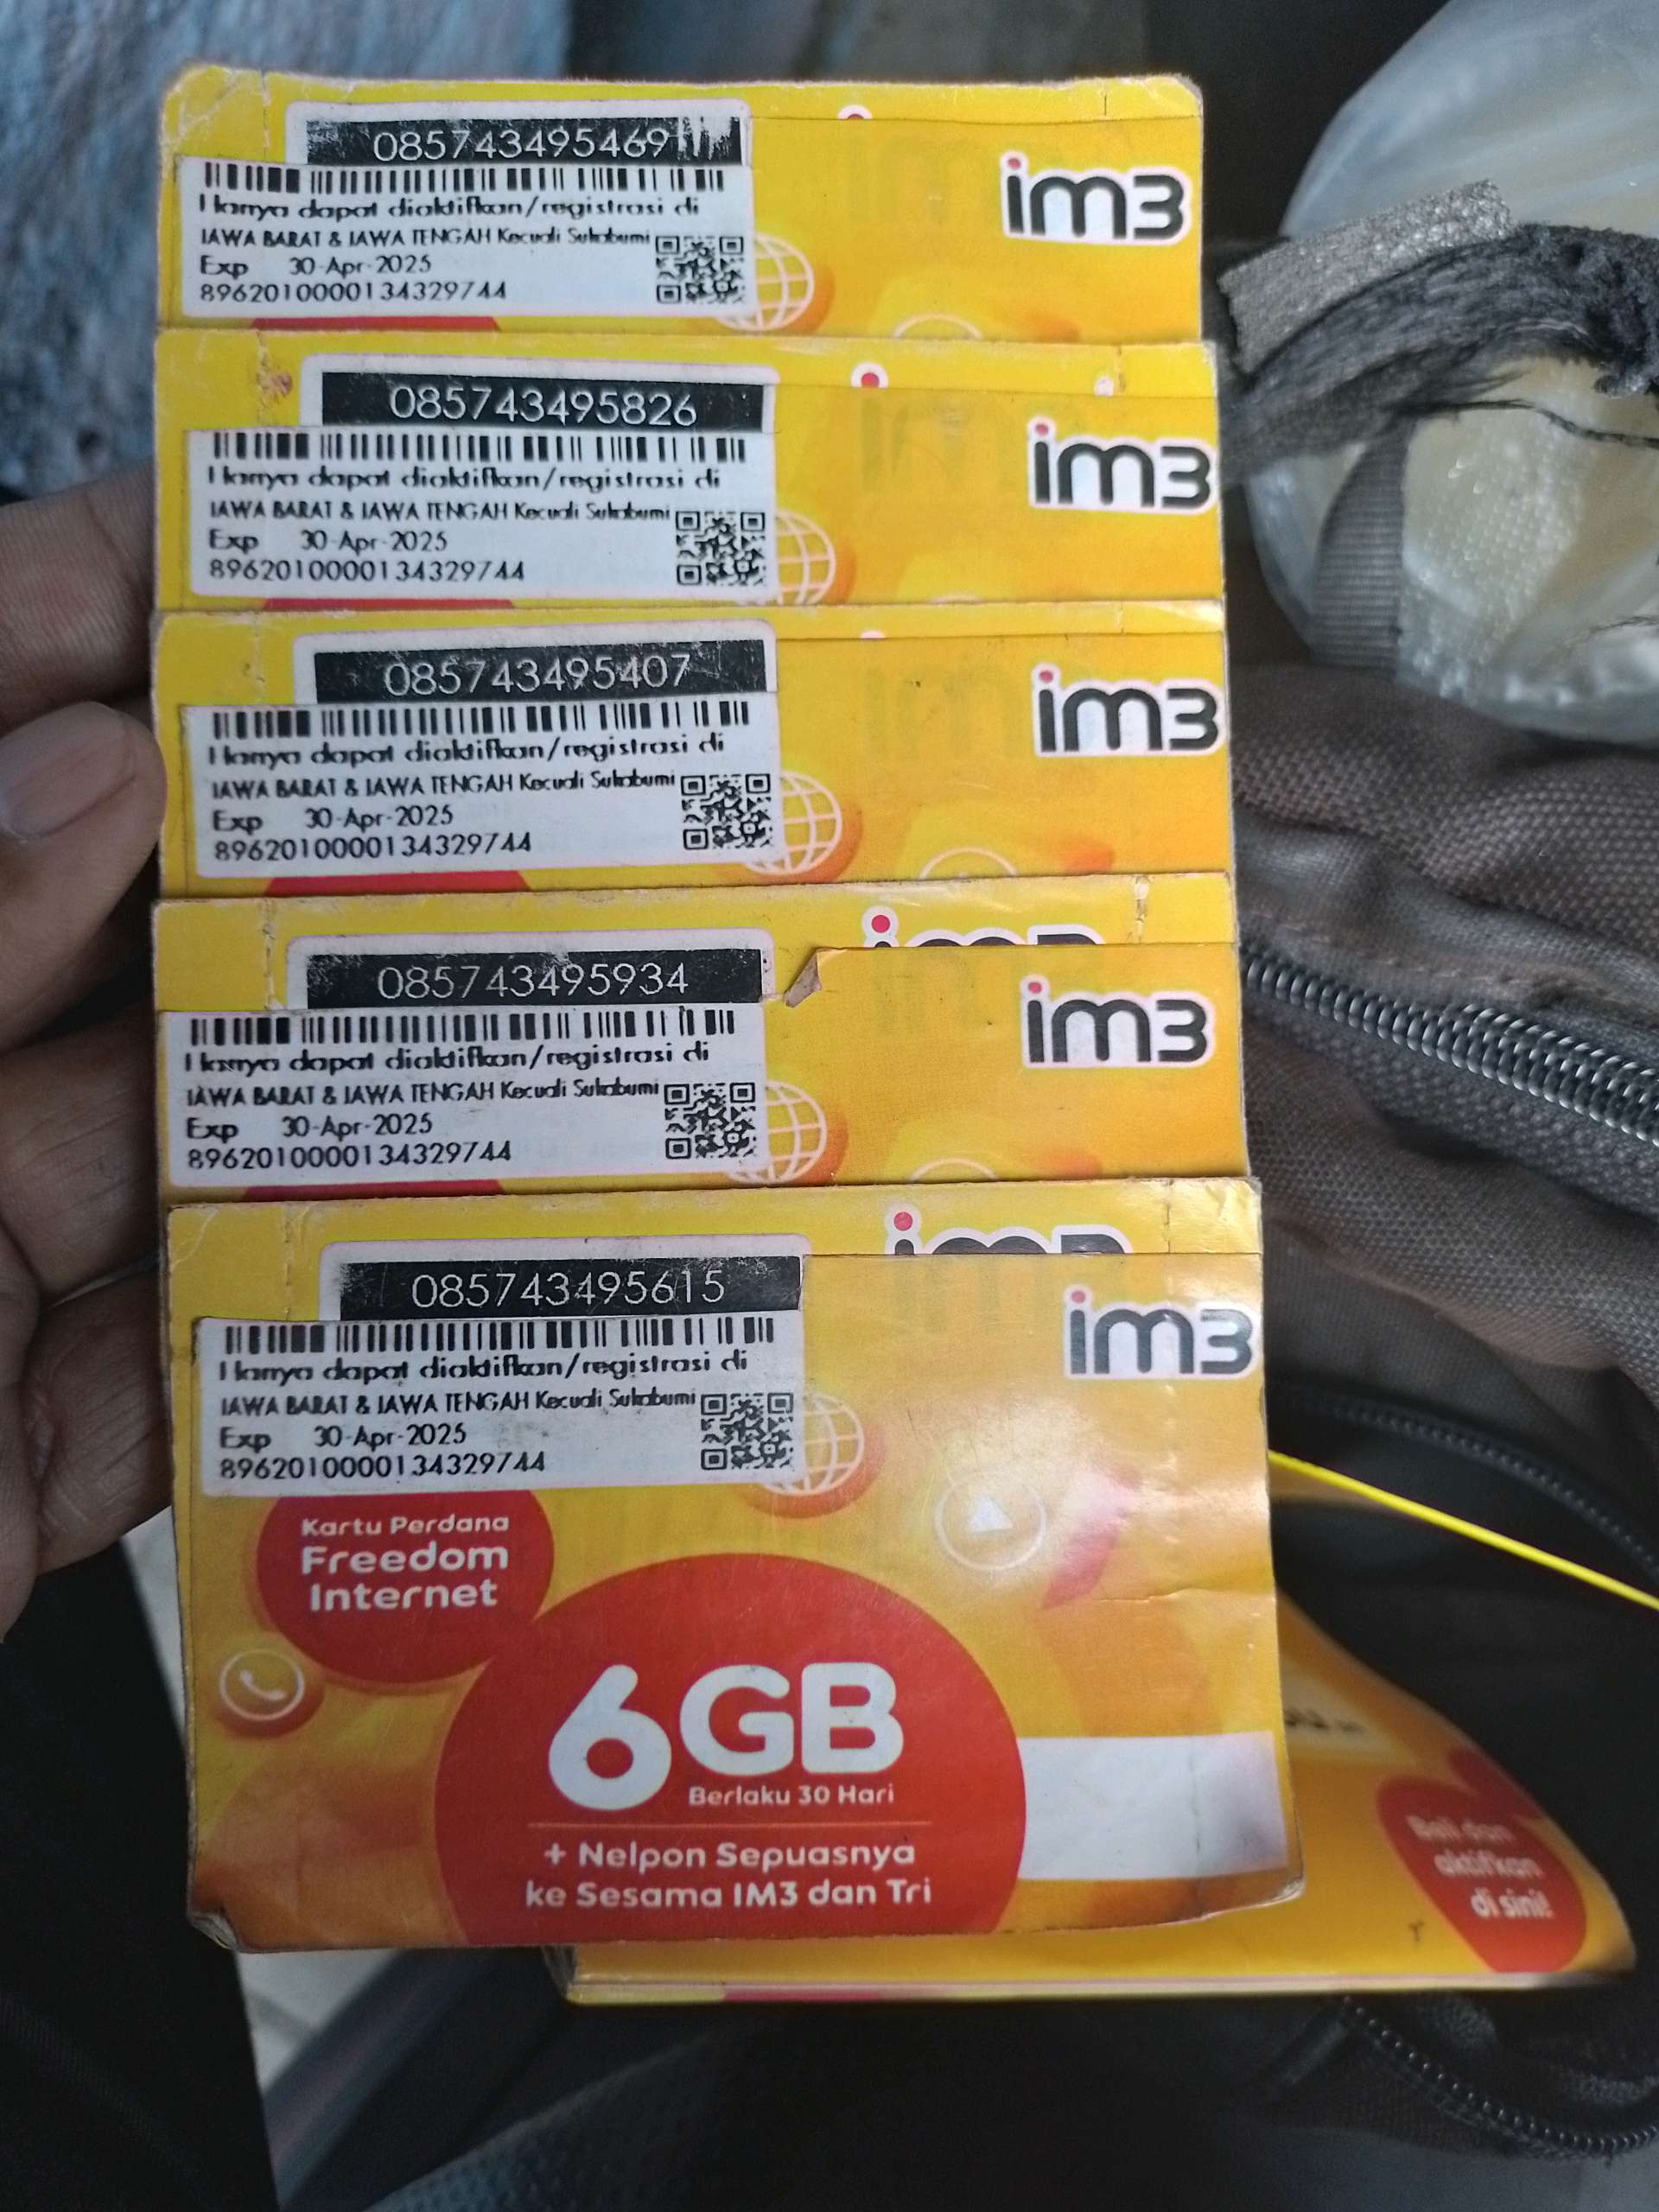 085743495469
im3
Hanya dapat diaktifkan/registrasi di
JAWA BARAT & JAWA TENGAH Kecuali Sukabumi
Exp 30-Apr-2025
8962010000134329744
085743495826
im3
Hanya dapat diaktifkan/registrasi di
JAWA BARAT & JAWA TENGAH Kecuali Sukabumi
Exp 30-Apr-2025
8962010000134329744
085743495407
im3
Hanya dapat diaktifkan/registrasi di
JAWA BARAT & JAWA TENGAH Kecuali Sukabumi
Exp 30-Apr-2025
8962010000134329744
085743495934
im3
Hanya dapat diaktifkan/registrasi di
JAWA BARAT & JAWA TENGAH Kecuali Sukabumi
Exp 30-Apr-2025
8962010000134329744
im3
085743495615
im3
Hanya dapat diaktifkan/registrasi di
JAWA BARAT & JAWA TENGAH Kecuali Sukabumi
Exp 30-Apr-2025
8962010000134329744
Kartu Perdana
Freedom
Internet
6GB
Berlaku 30 Hari
+ Nelpon Sepuasnya
ke Sesama IM3 dan Tri
Beli dan
aktifkan
di sini!